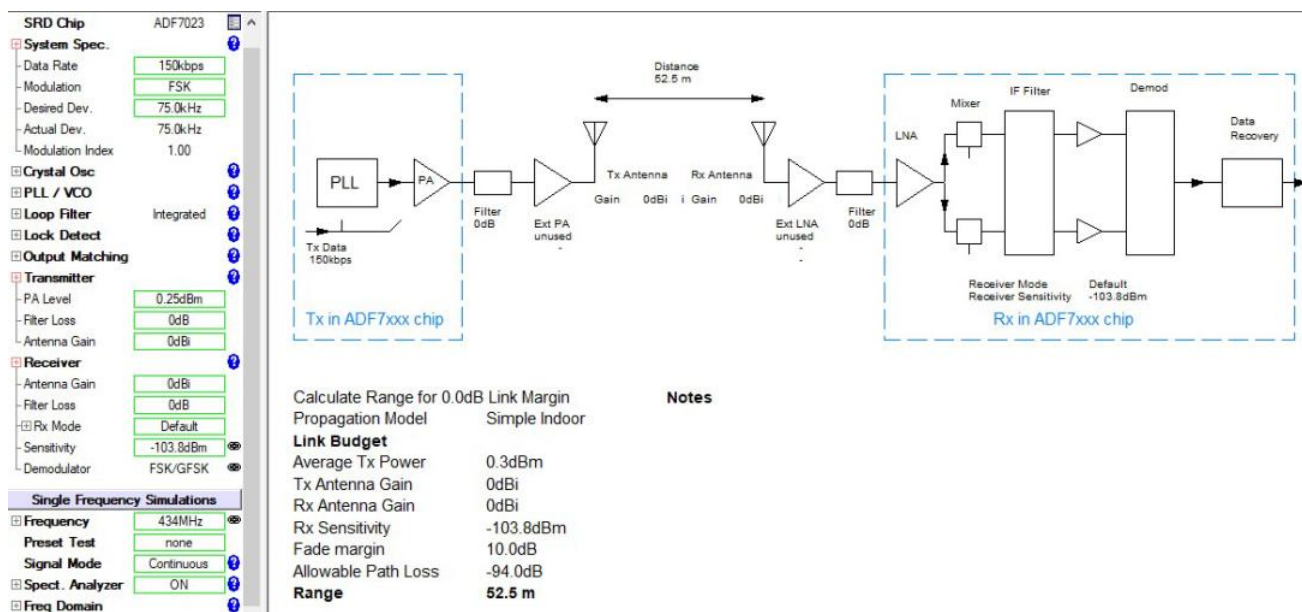 SRD Chip ADF7023
System Spec.
Data Rate 150kbps
Modulation FSK
Desired Dev. 75.0kHz
Actual Dev. 75.0kHz
Modulation Index 1.00
Crystal Osc
PLL / VCO
Loop Filter Integrated
Lock Detect
Output Matching
Transmitter
PA Level 0.25dBm
Filter Loss 0dB
Antenna Gain 0dBi
Receiver
Antenna Gain 0dBi
Filter Loss 0dB
Rx Mode Default
Sensitivity -103.8dBm
Demodulator FSK/GFSK
Single Frequency Simulations
Frequency 434MHz
Preset Test none
Signal Mode Continuous
Spect. Analyzer ON
Freq Domain
Distance
52.5 m
PLL
PA
Tx Data
150kbps
Filter
0dB
Ext PA
unused
-
Tx Antenna
Gain 0dBi
Rx Antenna
i Gain 0dBi
Ext LNA
unused
-
-
Filter
0dB
LNA
Mixer
IF Filter
Demod
Data
Recovery
Receiver Mode Default
Receiver Sensitivity -103.8dBm
Tx in ADF7xxx chip
Rx in ADF7xxx chip
Calculate Range for 0.0dB Link Margin
Propagation Model Simple Indoor
Link Budget
Average Tx Power 0.3dBm
Tx Antenna Gain 0dBi
Rx Antenna Gain 0dBi
Rx Sensitivity -103.8dBm
Fade margin 10.0dB
Allowable Path Loss -94.0dB
Range 52.5 m
Notes